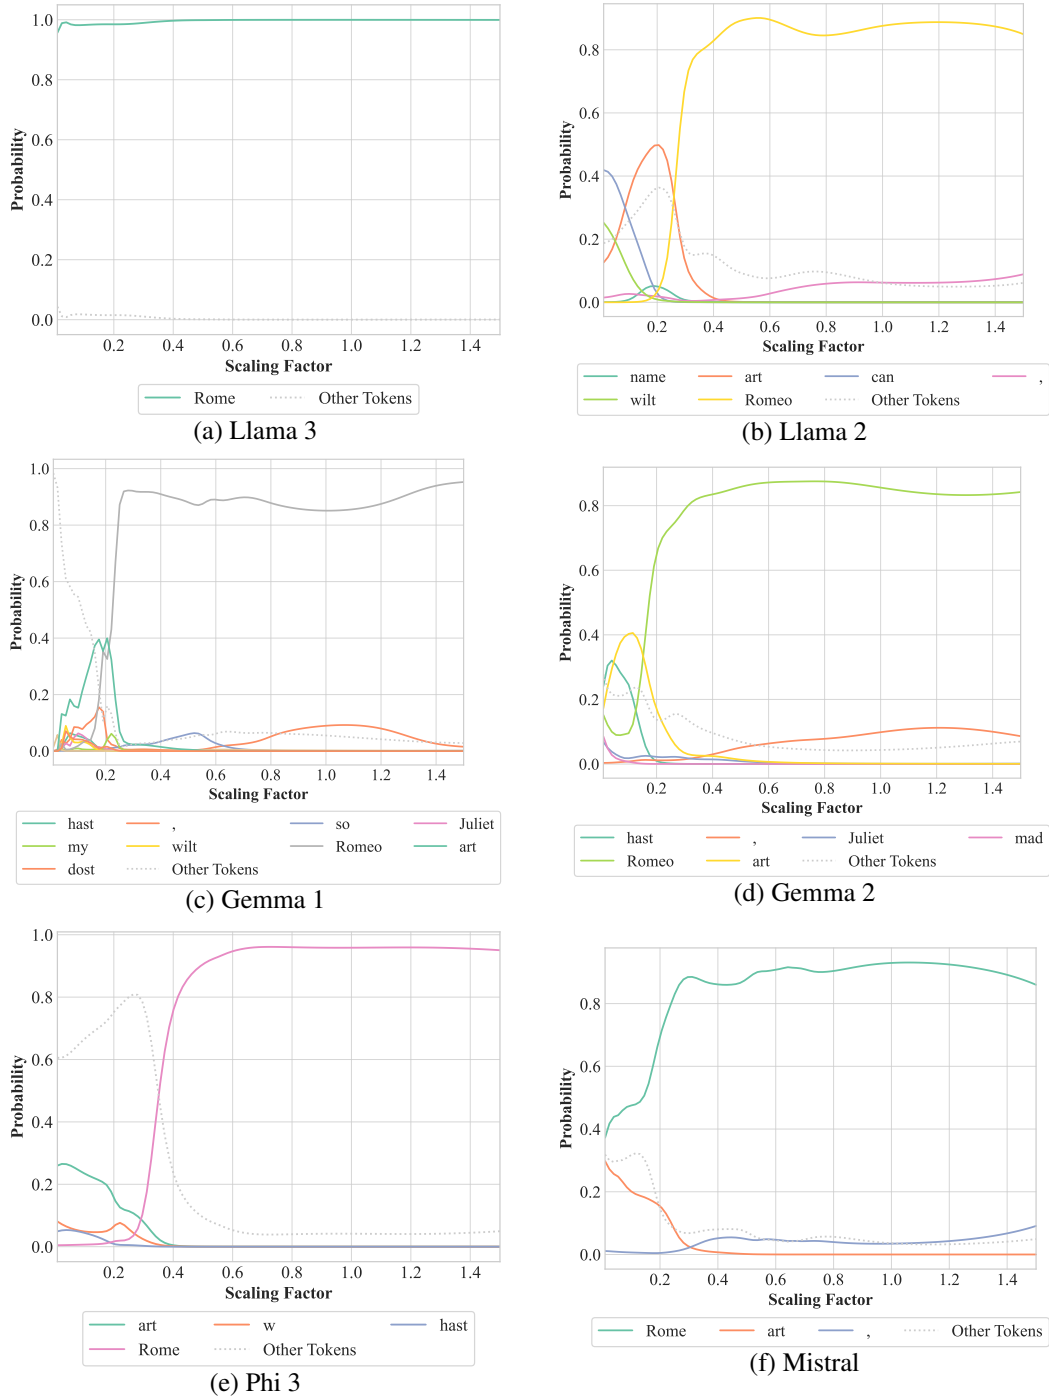 1.0
0.8
0.6
0.4
0.2
0.0
Probability
0.2 0.4 0.6 0.8 1.0 1.2 1.4
Scaling Factor
Rome Other Tokens
(a) Llama 3
0.8
0.6
0.4
0.2
0.0
Probability
0.2 0.4 0.6 0.8 1.0 1.2 1.4
Scaling Factor
name art can ,
wilt Romeo Other Tokens
(b) Llama 2
1.0
0.8
0.6
0.4
0.2
0.0
Probability
0.2 0.4 0.6 0.8 1.0 1.2 1.4
Scaling Factor
hast , so Juliet
my wilt Romeo art
dost Other Tokens
(c) Gemma 1
0.8
0.6
0.4
0.2
0.0
Probability
0.2 0.4 0.6 0.8 1.0 1.2 1.4
Scaling Factor
hast , Juliet mad
Romeo art Other Tokens
(d) Gemma 2
1.0
0.8
0.6
0.4
0.2
0.0
Probability
0.2 0.4 0.6 0.8 1.0 1.2 1.4
Scaling Factor
art w hast
Rome Other Tokens
(e) Phi 3
0.8
0.6
0.4
0.2
0.0
Probability
0.2 0.4 0.6 0.8 1.0 1.2 1.4
Scaling Factor
Rome art , Other Tokens
(f) Mistral